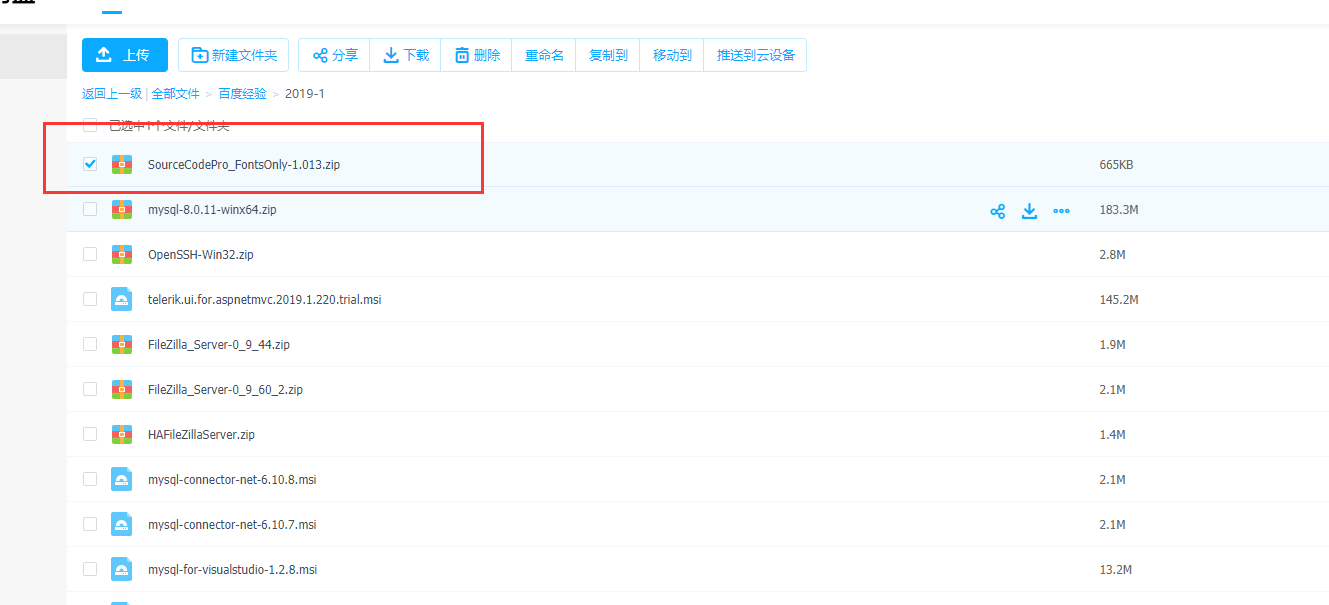 上传 新建文件夹 分享 下载 删除 重命名 复制到 移动到 推送到云设备
返回上一级 | 全部文件 > 百度经验 > 2019-1
已选中1个文件/文件夹
SourceCodePro_FontsOnly-1.013.zip 665KB
mysql-8.0.11-winx64.zip 183.3M
OpenSSH-Win32.zip 2.8M
telerik.ui.for.aspnetmvc.2019.1.220.trial.msi 145.2M
FileZilla_Server-0_9_44.zip 1.9M
FileZilla_Server-0_9_60_2.zip 2.1M
HAFileZillaServer.zip 1.4M
mysql-connector-net-6.10.8.msi 2.1M
mysql-connector-net-6.10.7.msi 2.1M
mysql-for-visualstudio-1.2.8.msi 13.2M